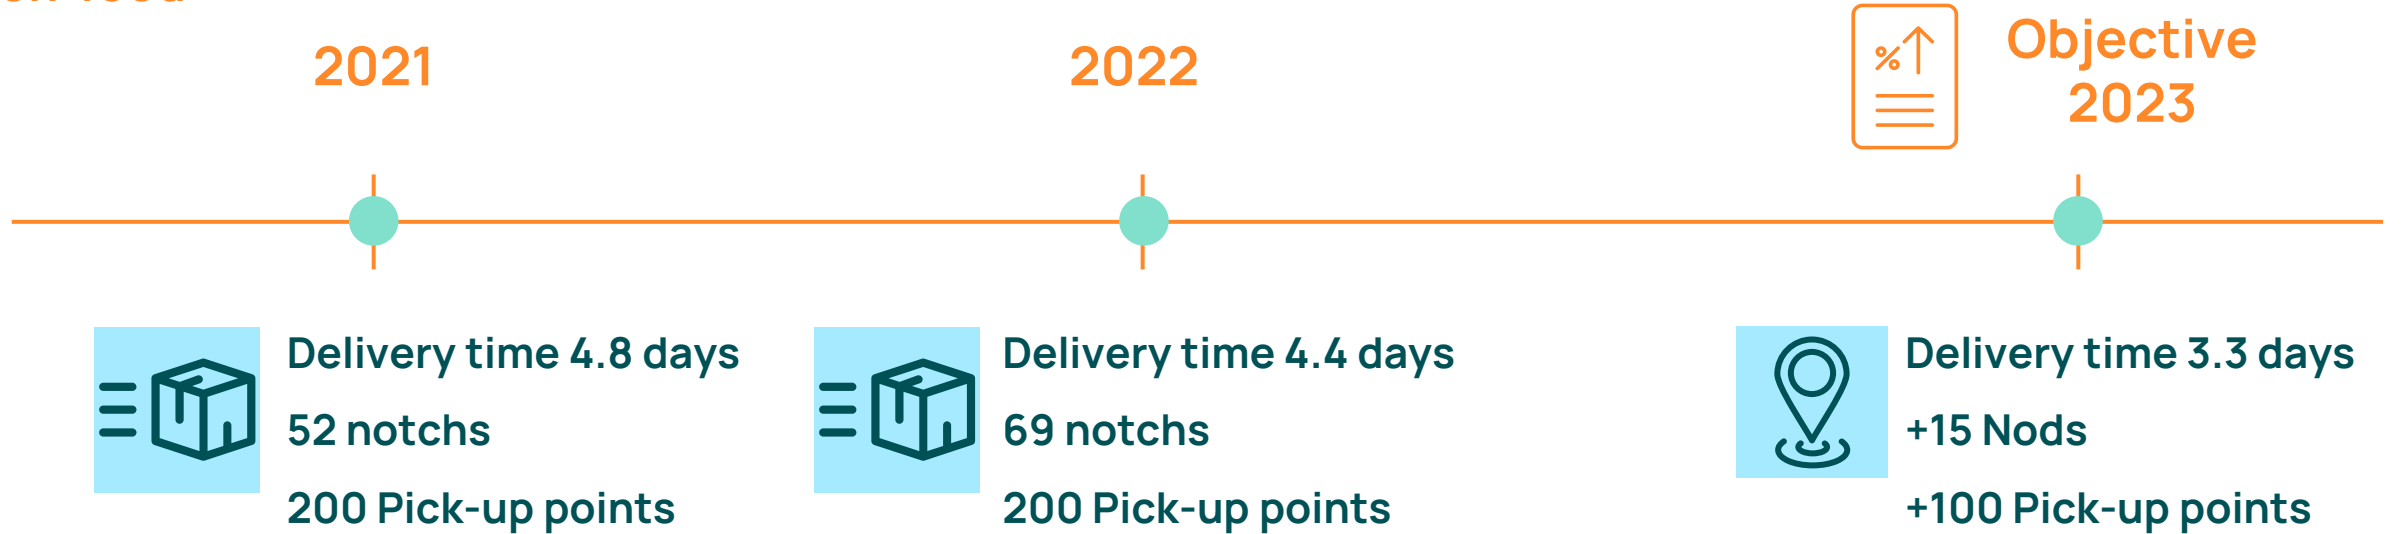 2021
2022
Objective
2023
%
Delivery time 4.8 days
52 notchs
200 Pick-up points
Delivery time 4.4 days
69 notchs
200 Pick-up points
Delivery time 3.3 days
+15 Nods
+100 Pick-up points